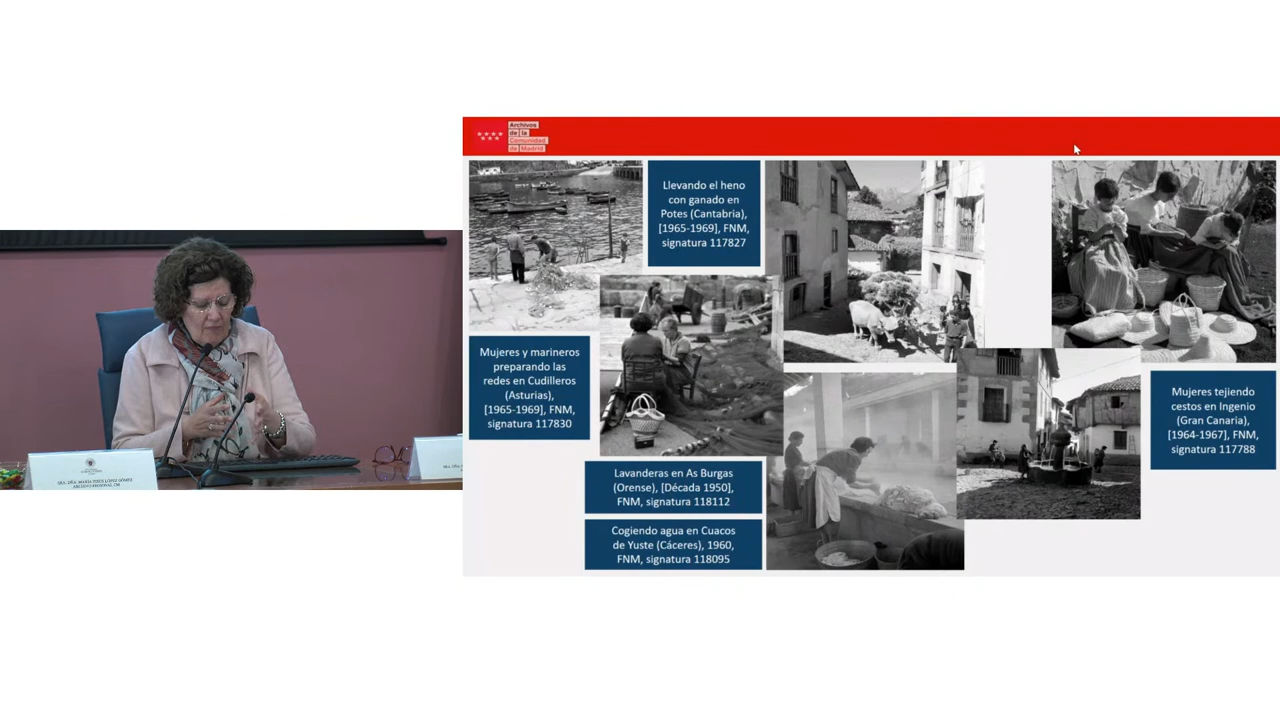 Archivos
de la
Comunidad
de Madrid
Llevando el heno
con ganado en
Potes (Cantabria),
[1965-1969], FNM,
signatura 117827
Mujeres y marineros
preparando las
redes en Cudilleros
(Asturias),
[1965-1969], FNM,
signatura 117830
Mujeres tejiendo
cestos en Ingenio
(Gran Canaria),
[1964-1967], FNM,
signatura 117788
Lavanderas en As Burgas
(Orense), [Década 1950],
FNM, signatura 118112
Cogiendo agua en Cuacos
de Yuste (Cáceres), 1960,
FNM, signatura 118095